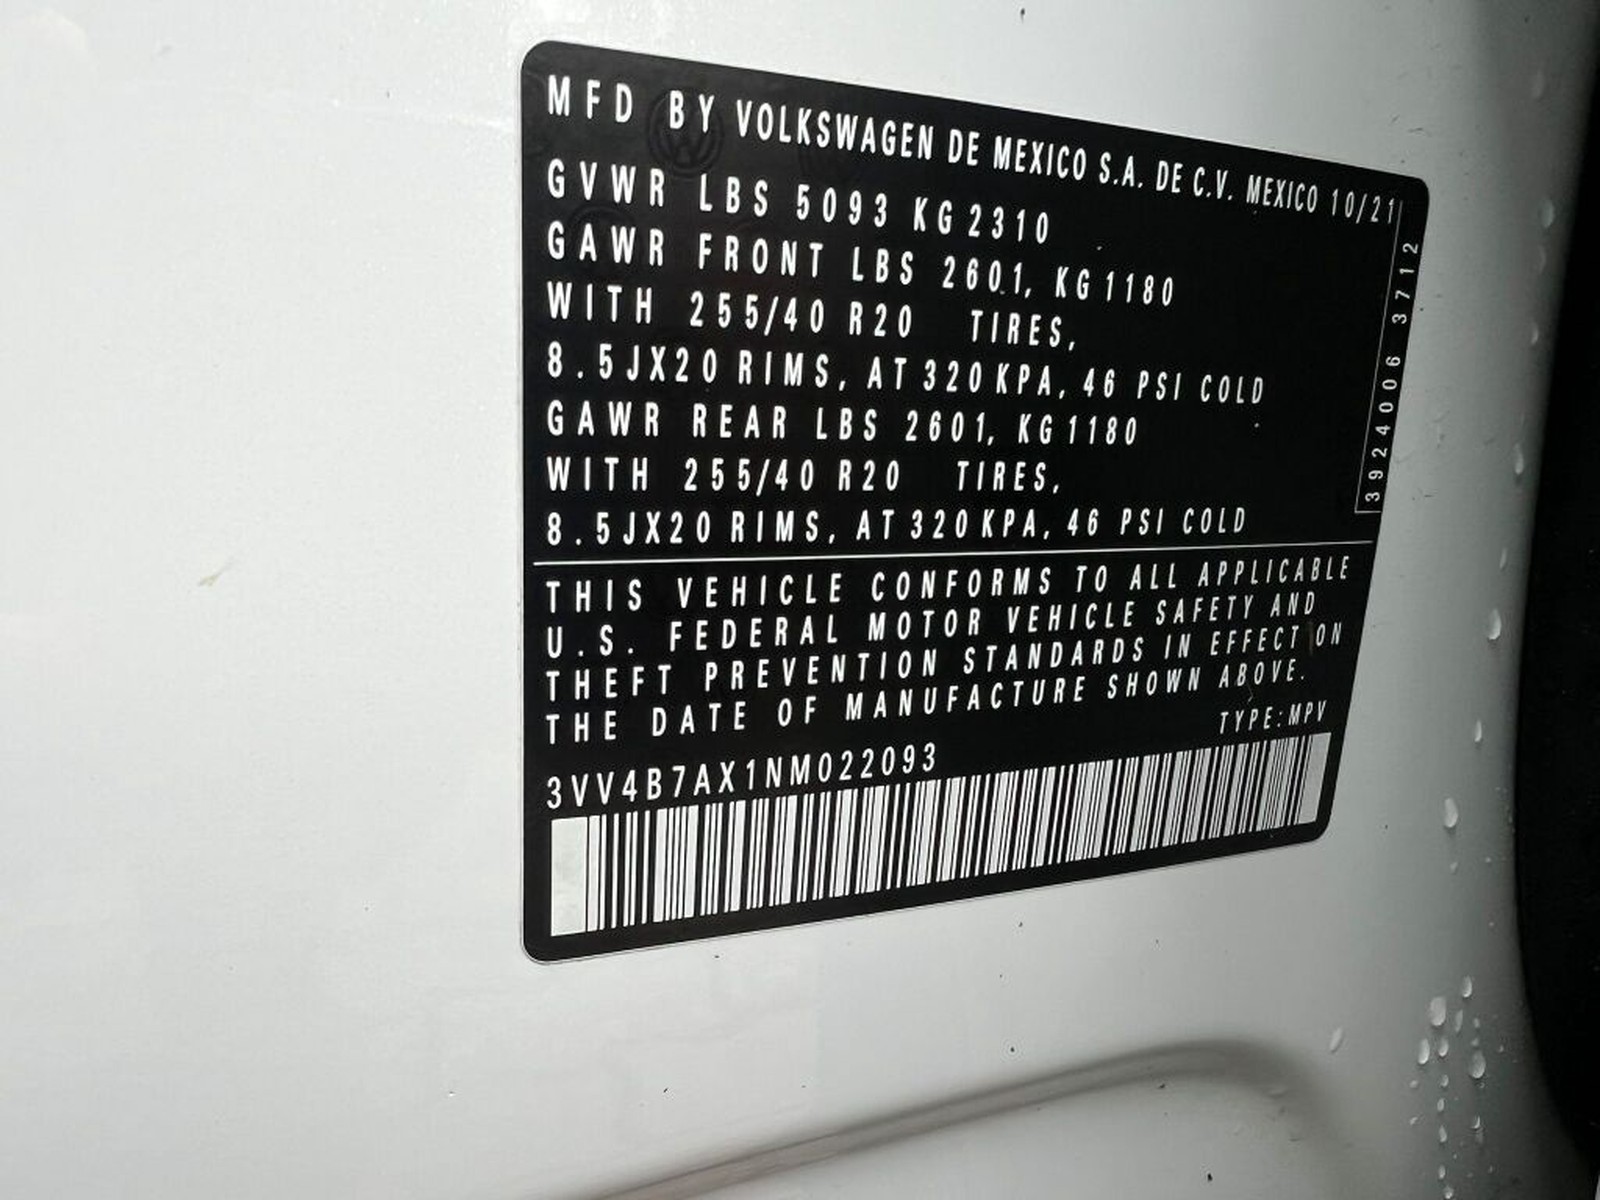 MFD BY VOLKSWAGEN DE MEXICO S.A. DE C.V. MEXICO 10/21
GVWR LBS 5093 KG 2310
GAWR FRONT LBS 2601, KG 1180
WITH 255/40 R20 TIRES,
8.5JX20 RIMS, AT 320 KPA, 46 PSI COLD
GAWR REAR LBS 2601, KG 1180
WITH 255/40 R20 TIRES,
8.5JX20 RIMS, AT 320 KPA, 46 PSI COLD
3924006 3712
THIS VEHICLE CONFORMS TO ALL APPLICABLE
U.S. FEDERAL MOTOR VEHICLE SAFETY AND
THEFT PREVENTION STANDARDS IN EFFECT ON
THE DATE OF MANUFACTURE SHOWN ABOVE.
TYPE: MPV
3VV4B7AX1NM022093